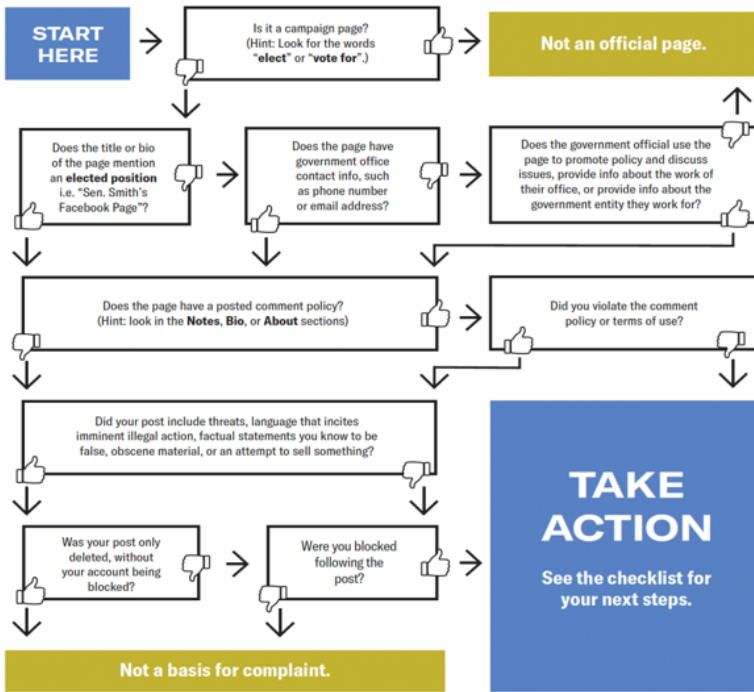 START
HERE
Is it a campaign page?
(Hint: Look for the words
“elect” or “vote for”.)
Not an official page.
Does the title or bio
of the page mention
an elected position
i.e. “Sen. Smith's
Facebook Page”?
Does the page have
government office
contact info, such
as phone number
or email address?
Does the government official use the
page to promote policy and discuss
issues, provide info about the work of
their office, or provide info about the
government entity they work for?
Does the page have a posted comment policy?
(Hint: look in the Notes, Bio, or About sections)
Did you violate the comment
policy or terms of use?
Did your post include threats, language that incites
imminent illegal action, factual statements you know to be
false, obscene material, or an attempt to sell something?
TAKE
ACTION
See the checklist for
your next steps.
Was your post only
deleted, without
your account being
blocked?
Were you blocked
following the
post?
Not a basis for complaint.